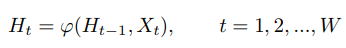 H_t = φ(H_{t−1}, X_t),    t = 1, 2, ..., W